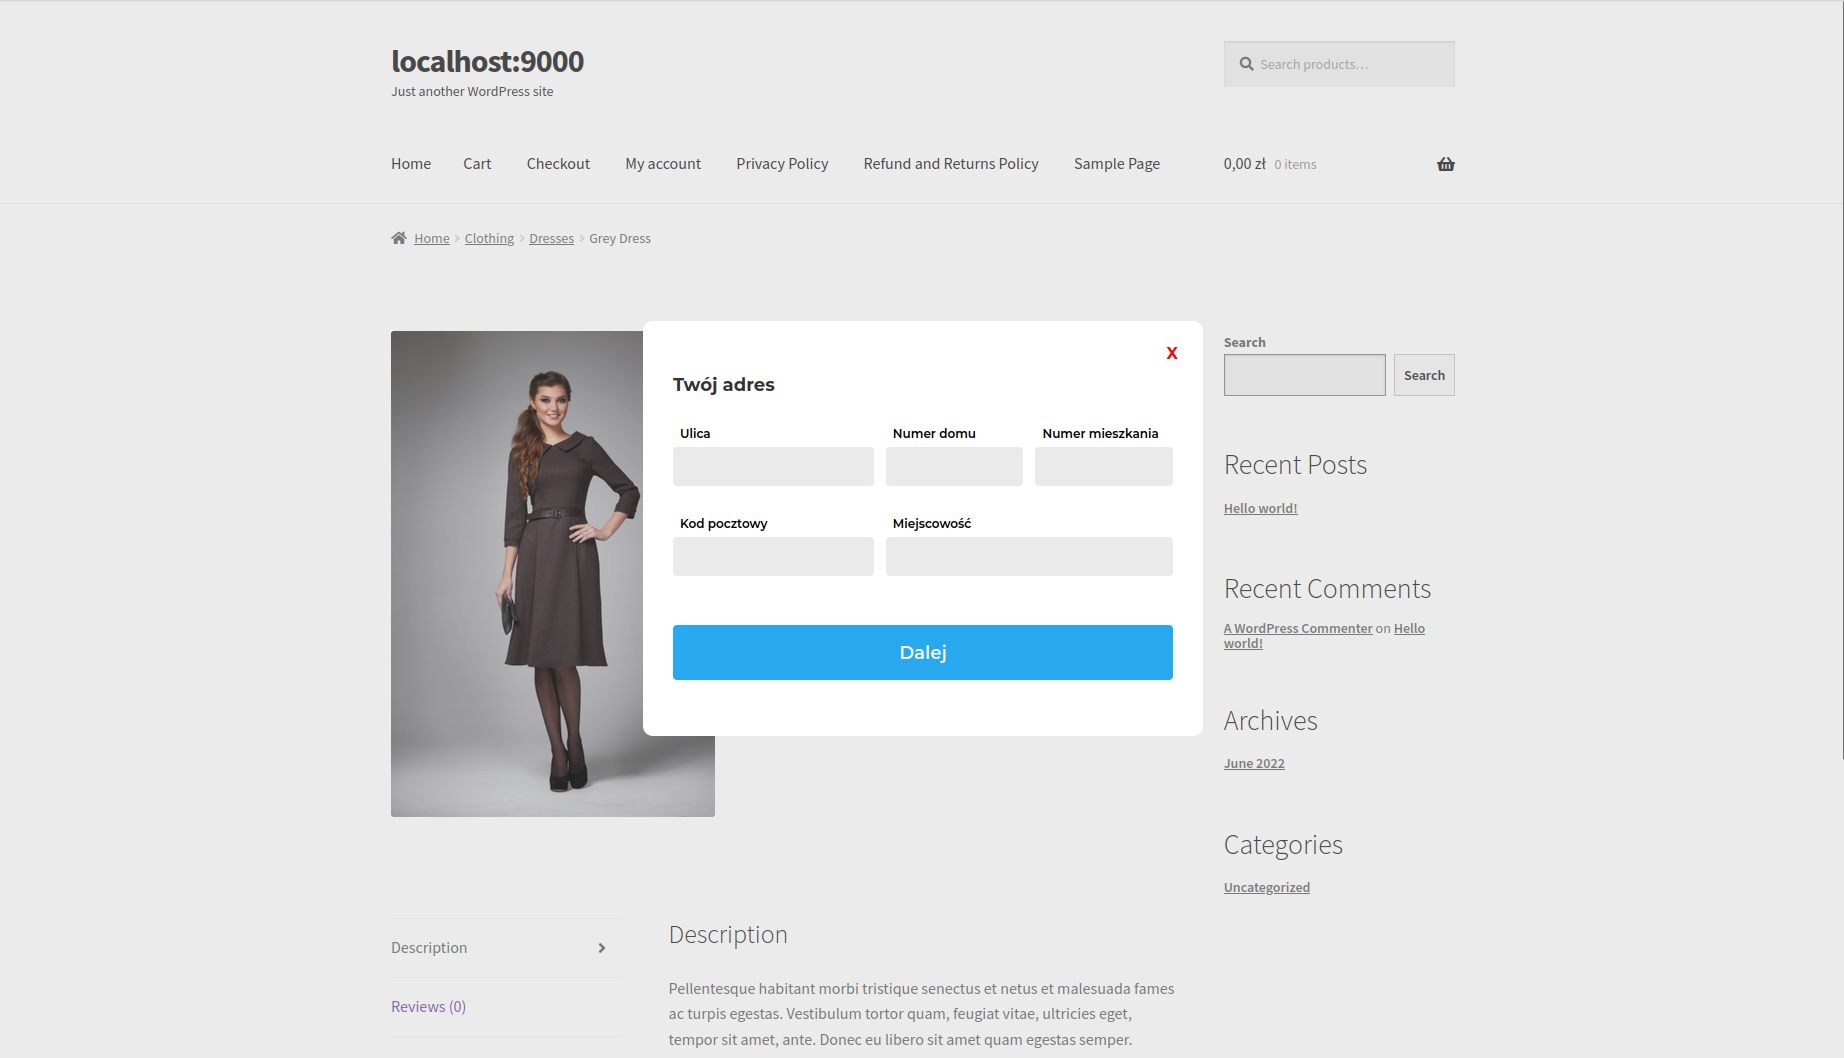 localhost:9000
Just another WordPress site
Search products…
Home Cart Checkout My account Privacy Policy Refund and Returns Policy Sample Page 0,00 zł 0 items
Home Clothing Dresses Grey Dress
X
Twój adres
Ulica Numer domu Numer mieszkania
Kod pocztowy Miejscowość
Dalej
Search
Search
Recent Posts
Hello world!
Recent Comments
A WordPress Commenter on Hello
world!
Archives
June 2022
Categories
Uncategorized
Description
Reviews (0)
Description
Pellentesque habitant morbi tristique senectus et netus et malesuada fames
ac turpis egestas. Vestibulum tortor quam, feugiat vitae, ultricies eget,
tempor sit amet, ante. Donec eu libero sit amet quam egestas semper.